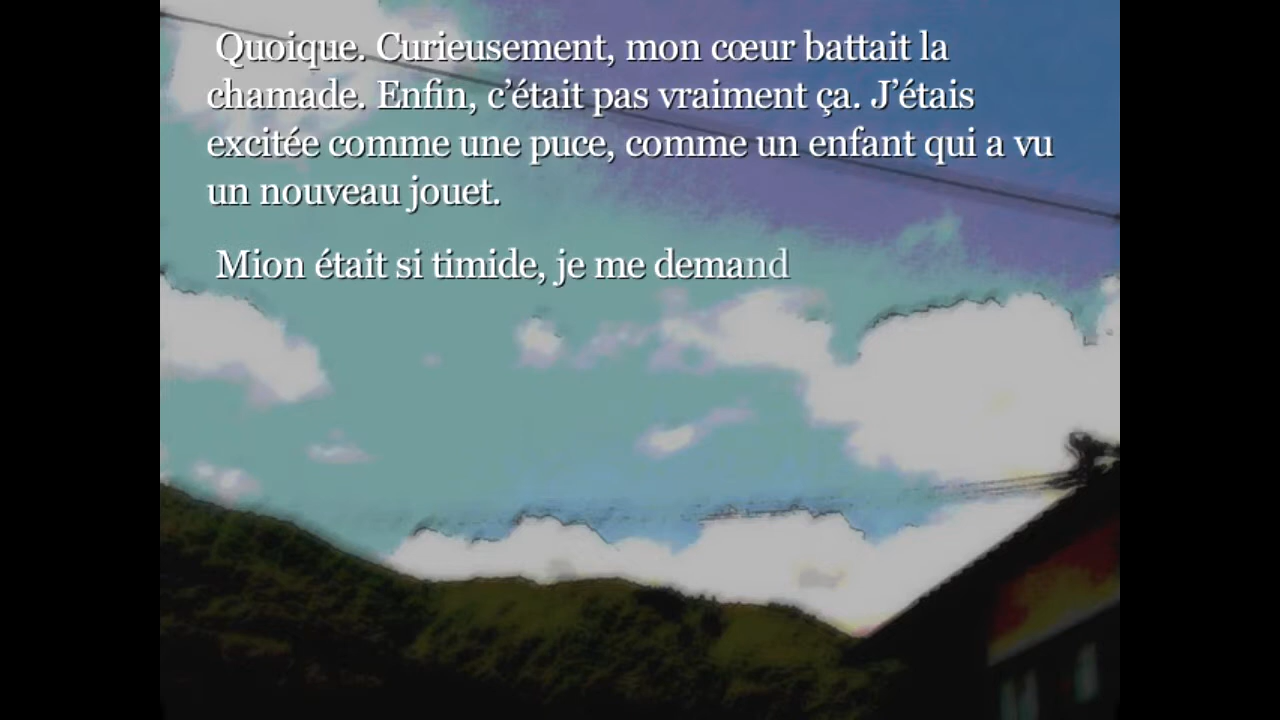 Quoique. Curieusement, mon cœur battait la
chamade. Enfin, c’était pas vraiment ça. J’étais
excitée comme une puce, comme un enfant qui a vu
un nouveau jouet.
Mion était si timide, je me demand